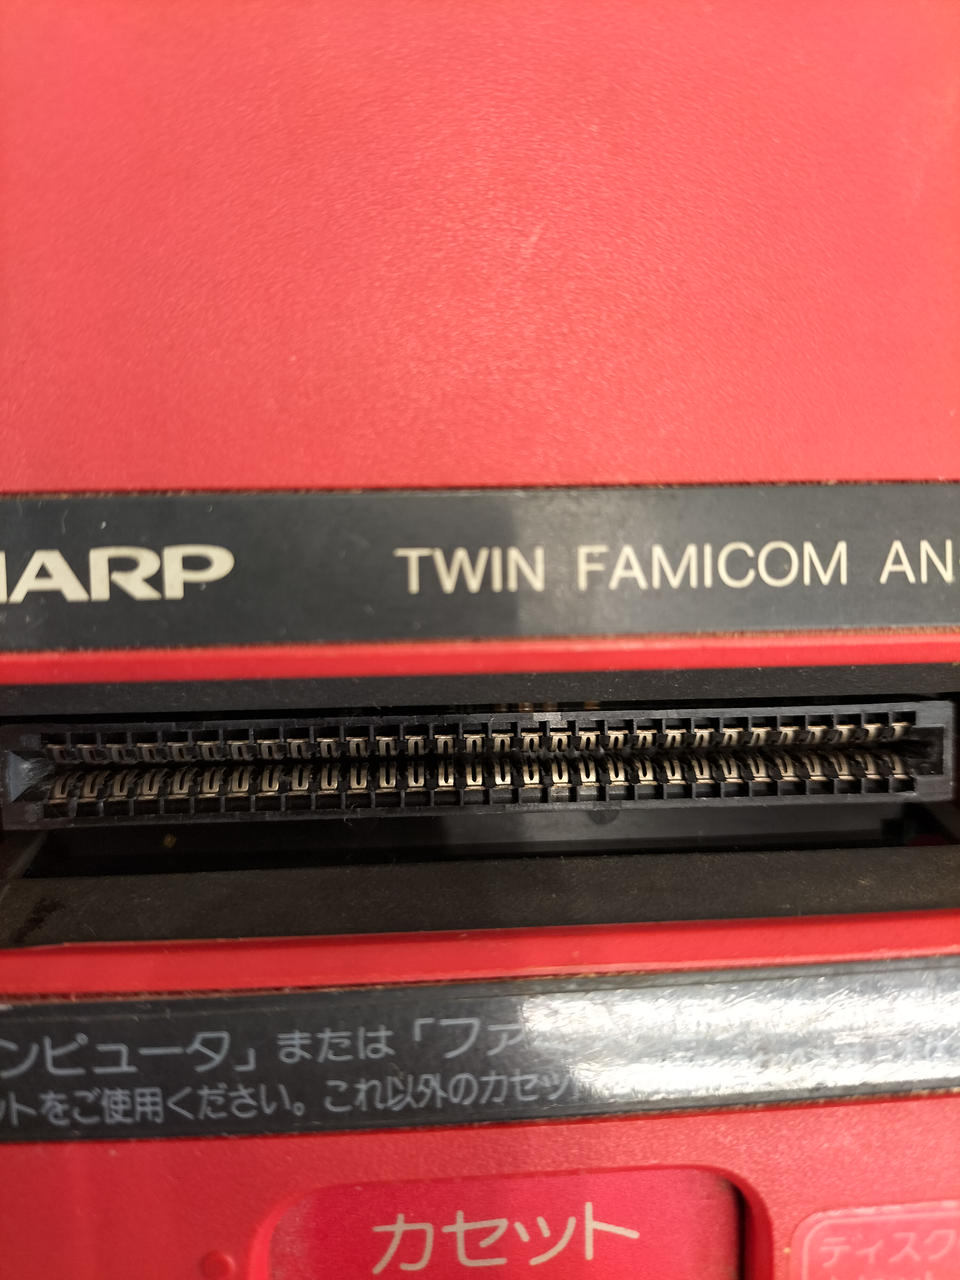 HARP TWIN FAMICOM AN
ンピュータ」または「ファ
ットをご使用ください。これ以外のカセッ
カセット
ディスク